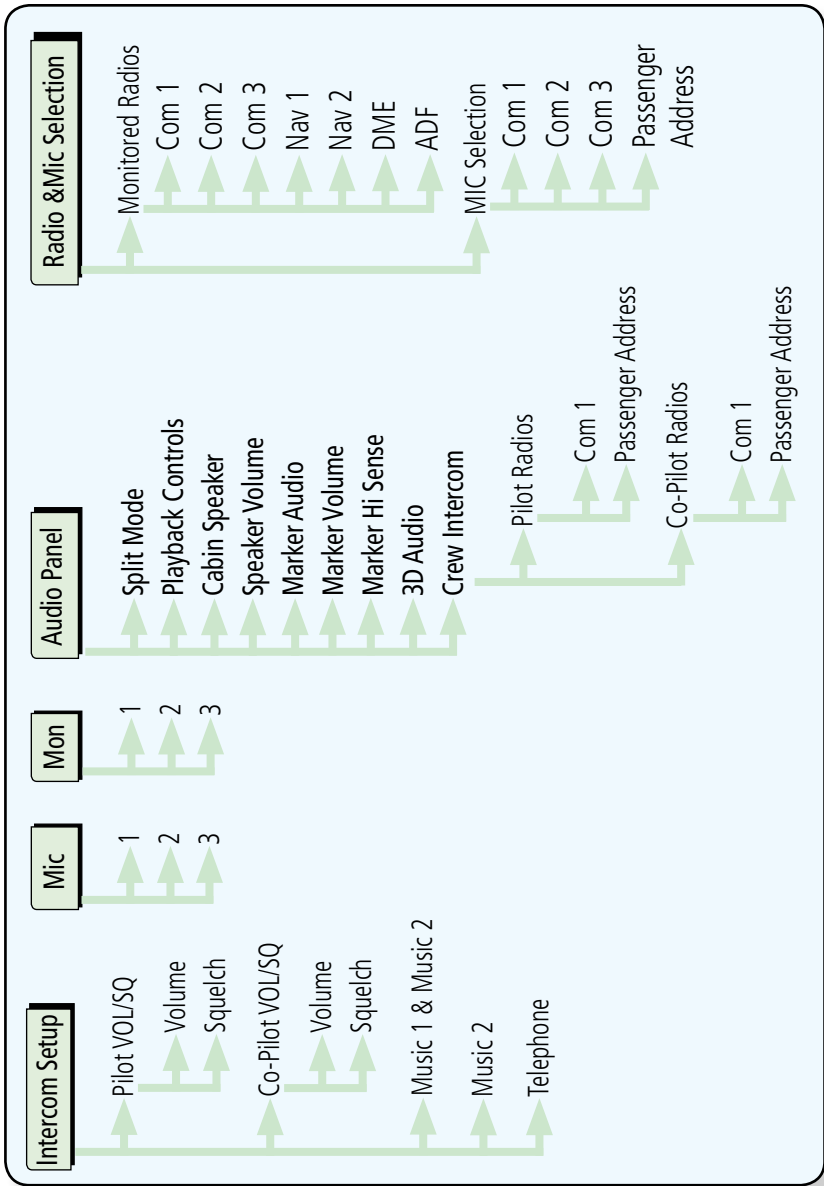 Intercom Setup
Pilot VOL/SQ
Volume
Squelch
Co-Pilot VOL/SQ
Volume
Squelch
Music 1 & Music 2
Music 2
Telephone
Mic
1
2
3
Mon
1
2
3
Audio Panel
Split Mode
Playback Controls
Cabin Speaker
Speaker Volume
Marker Audio
Marker Volume
Marker Hi Sense
3D Audio
Crew Intercom
Pilot Radios
Com 1
Passenger Address
Co-Pilot Radios
Com 1
Passenger Address
Radio &Mic Selection
Monitored Radios
Com 1
Com 2
Com 3
Nav 1
Nav 2
DME
ADF
MIC Selection
Com 1
Com 2
Com 3
Passenger
Address